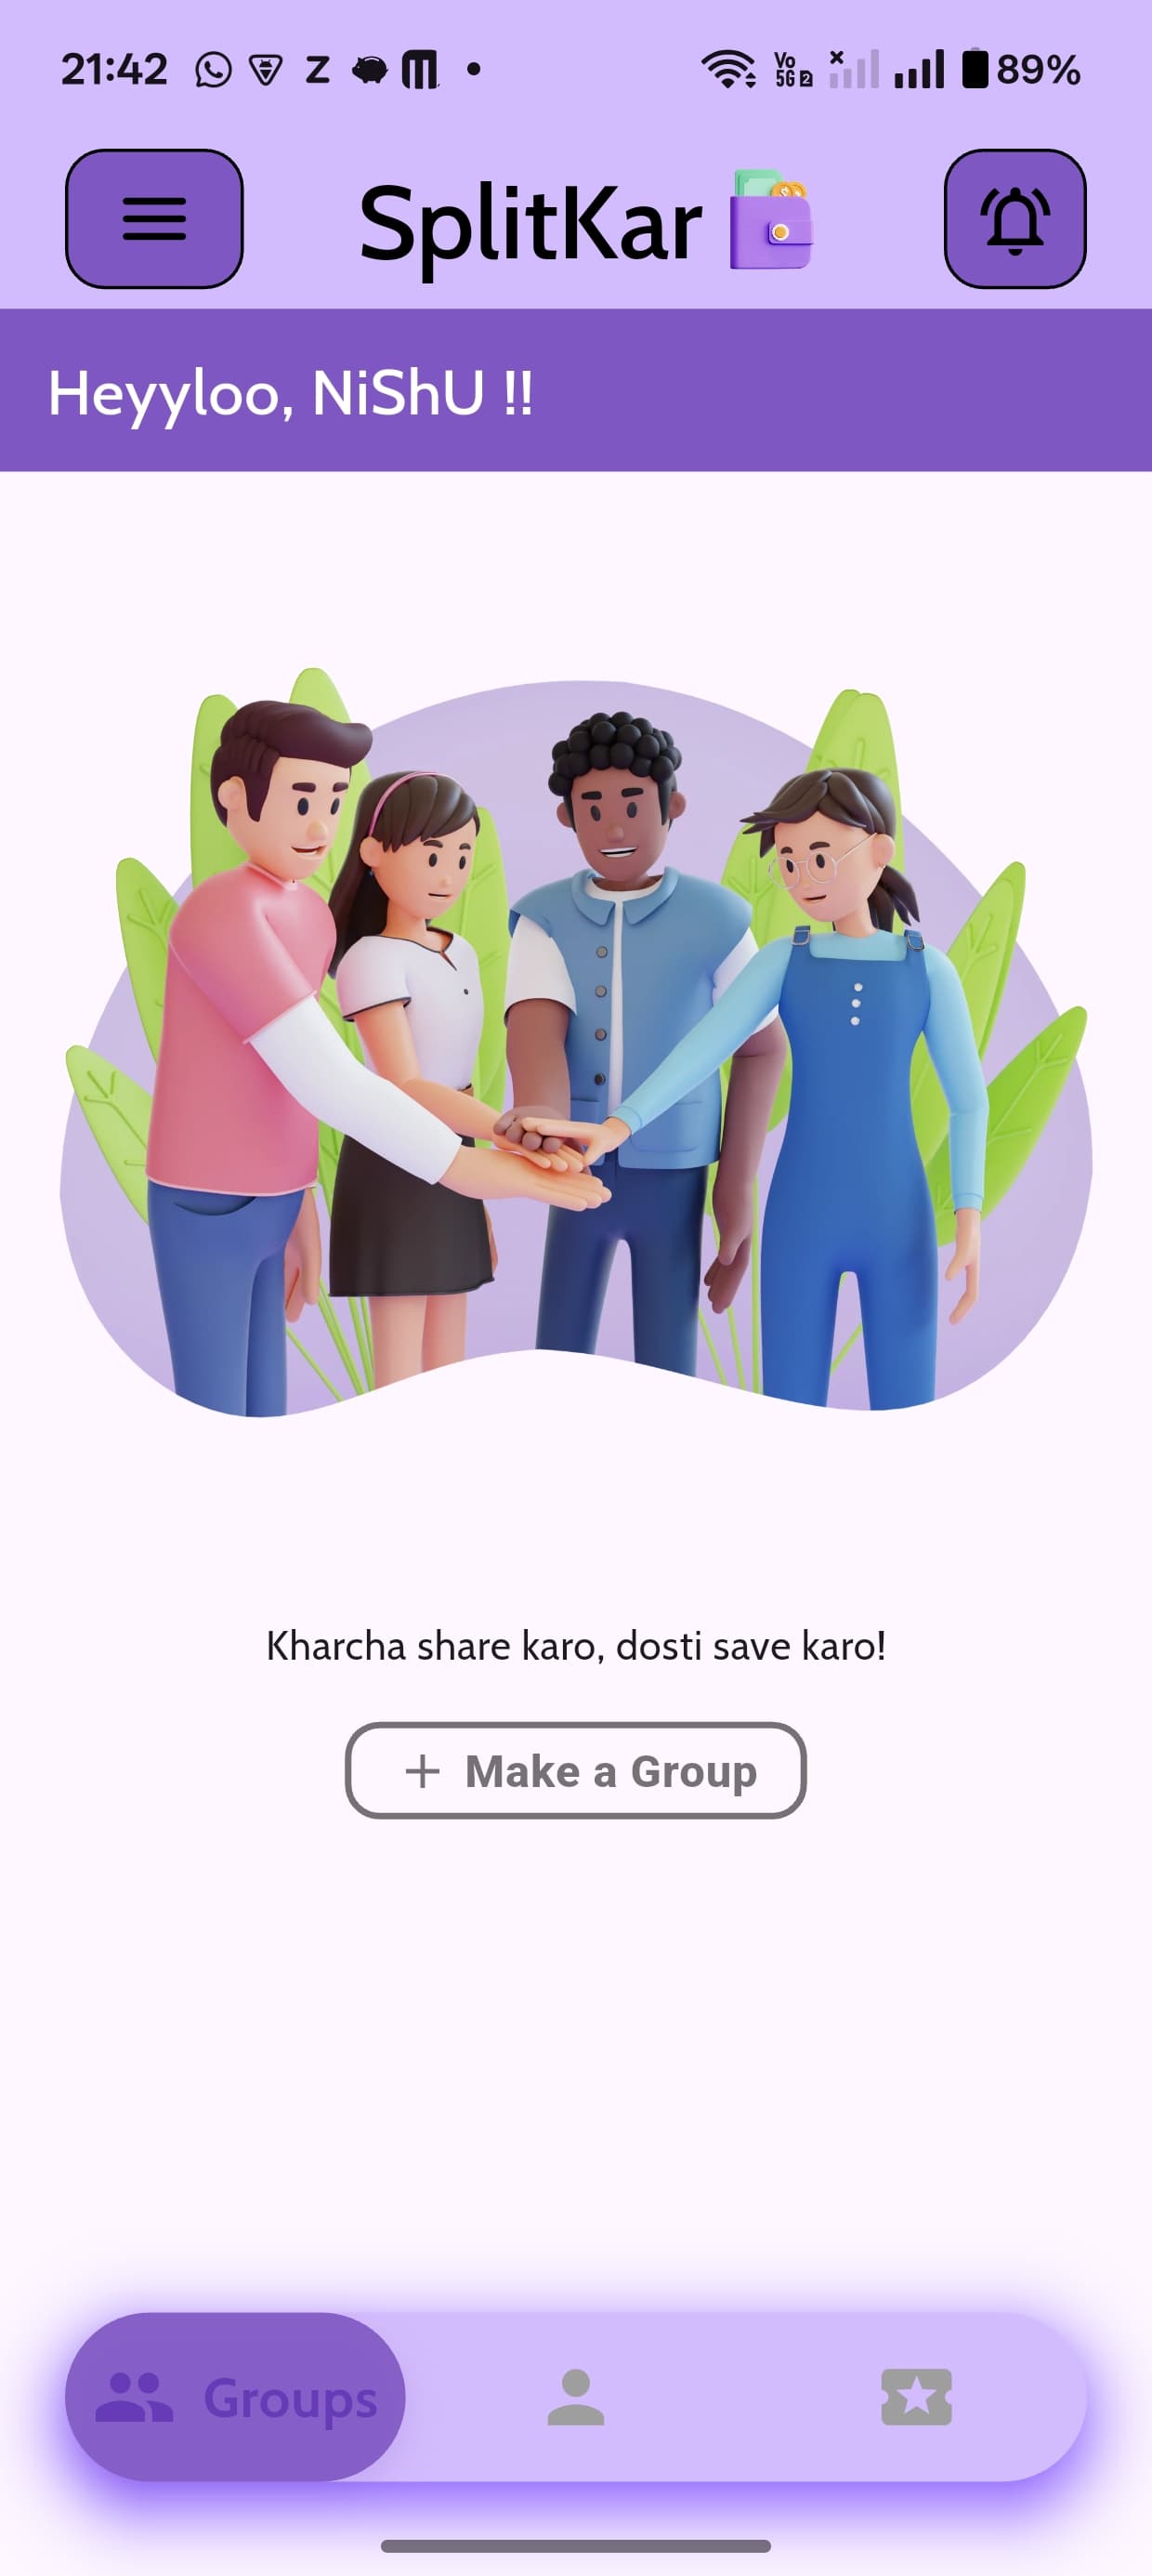 21:42
Vo
5G 2
89%
SplitKar
Heyyloo, NiShU !!
Kharcha share karo, dosti save karo!
+ Make a Group
Groups